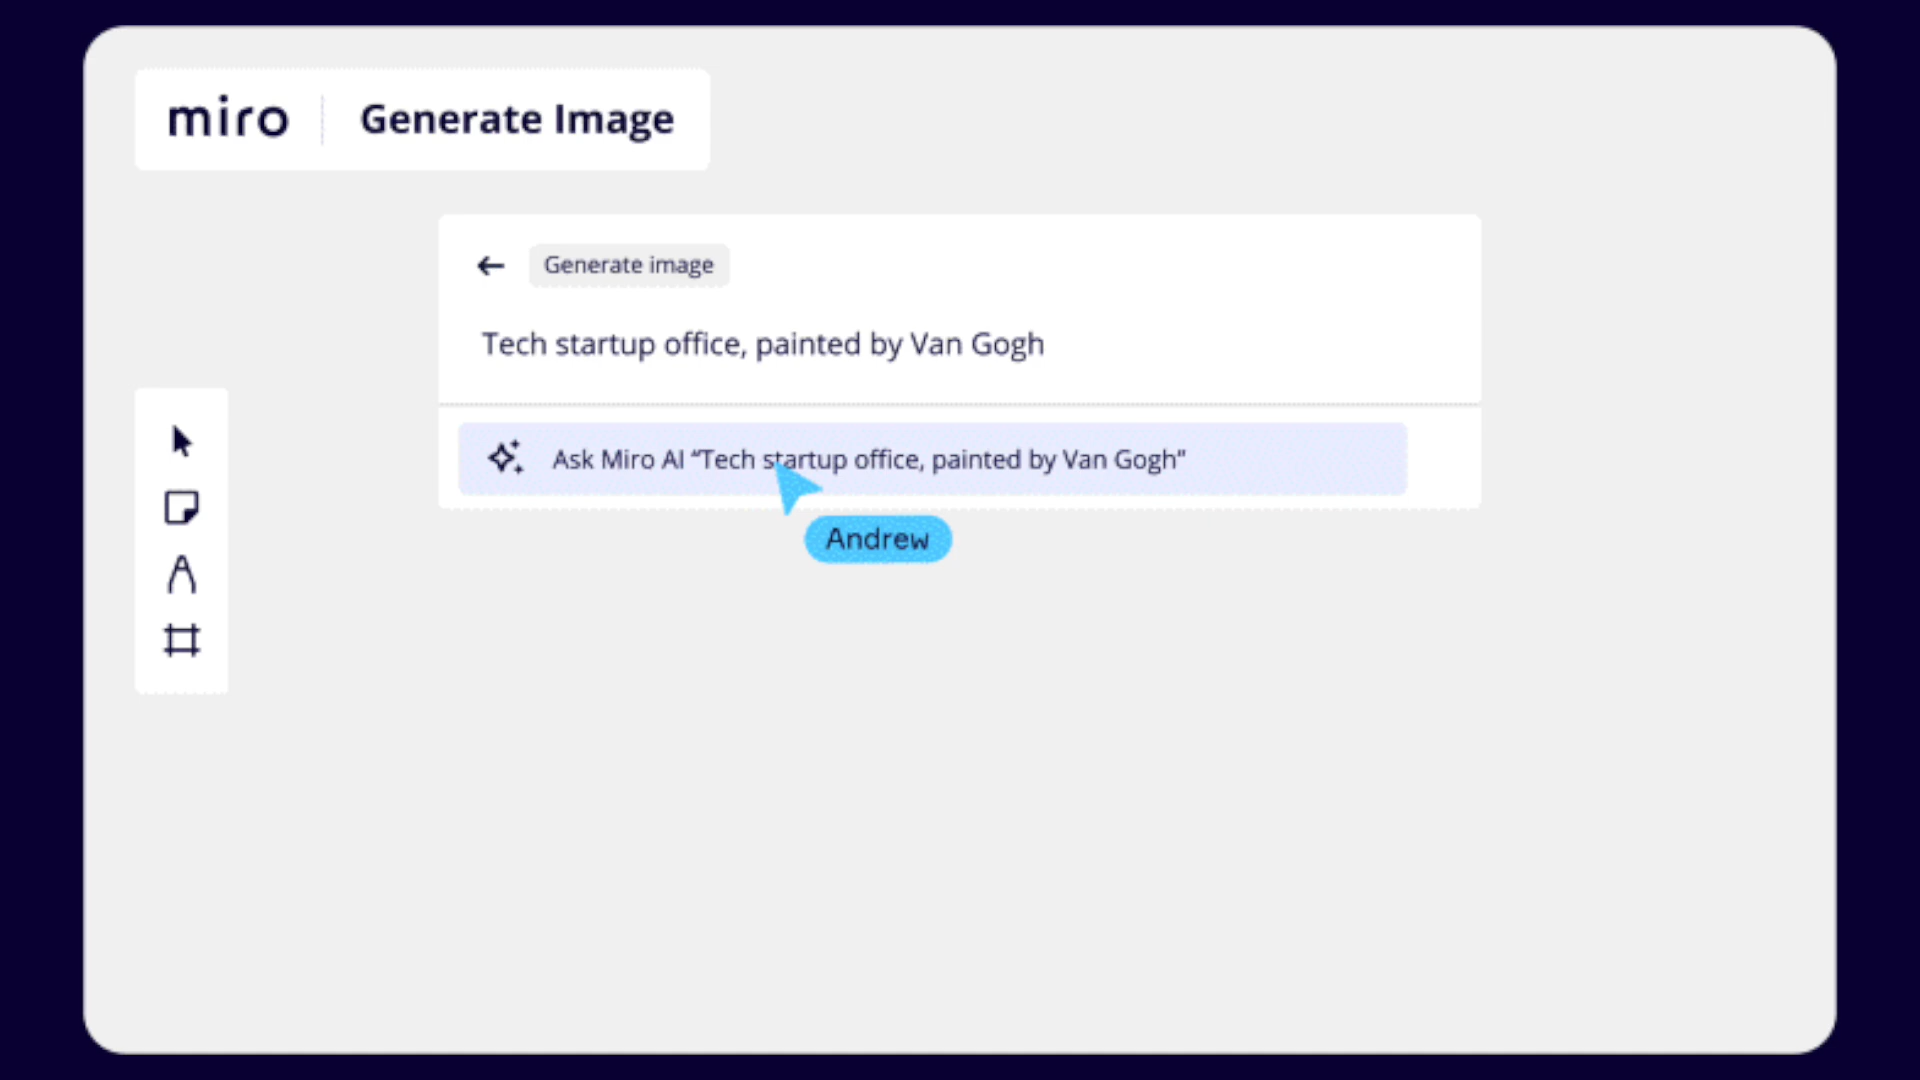 miro
Generate Image
Generate image
Tech startup office, painted by Van Gogh
Ask Miro AI “Tech startup office, painted by Van Gogh”
Andrew